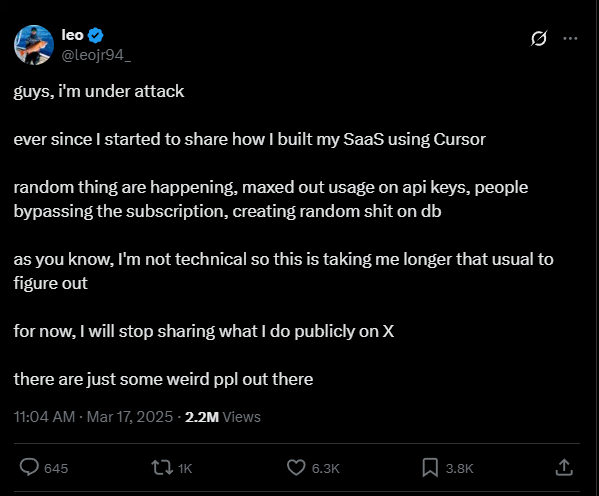 leo
@leojr94_
guys, i'm under attack
ever since I started to share how I built my SaaS using Cursor
random thing are happening, maxed out usage on api keys, people
bypassing the subscription, creating random shit on db
as you know, I'm not technical so this is taking me longer that usual to
figure out
for now, I will stop sharing what I do publicly on X
there are just some weird ppl out there
11:04 AM · Mar 17, 2025 · 2.2M Views
645 1K 6.3K 3.8K